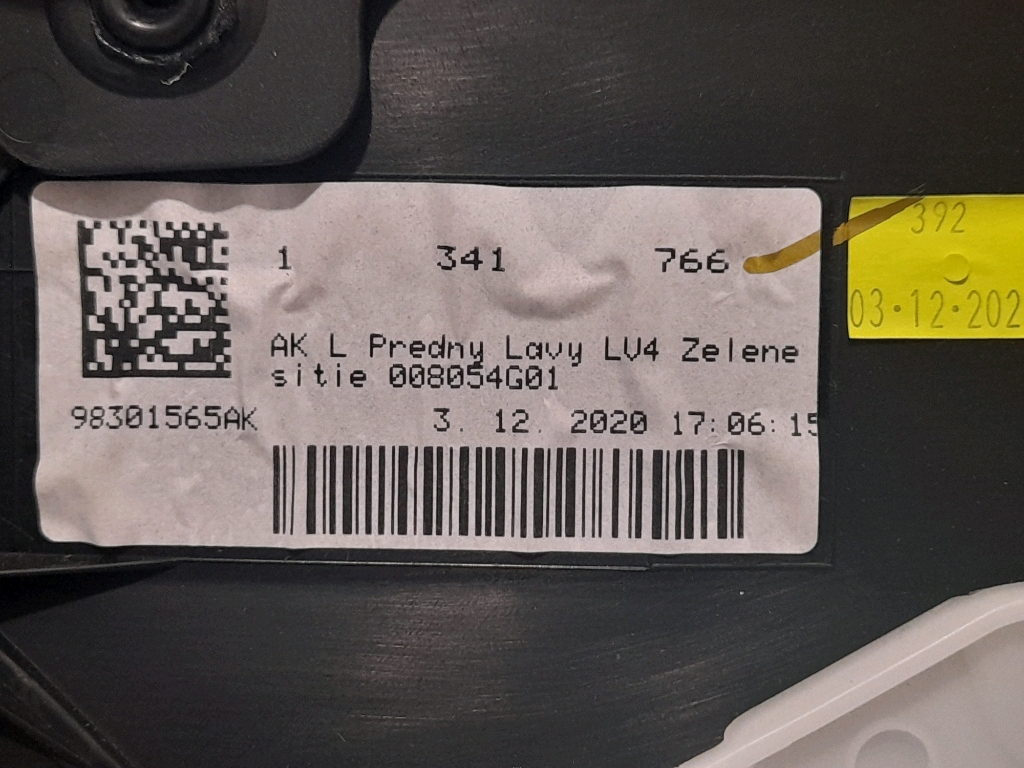 1 341 766
AK L Predny Lavy LV4 Zelene
sitie 008054G01
98301565AK 3. 12. 2020 17:06:15
392
03·12·202